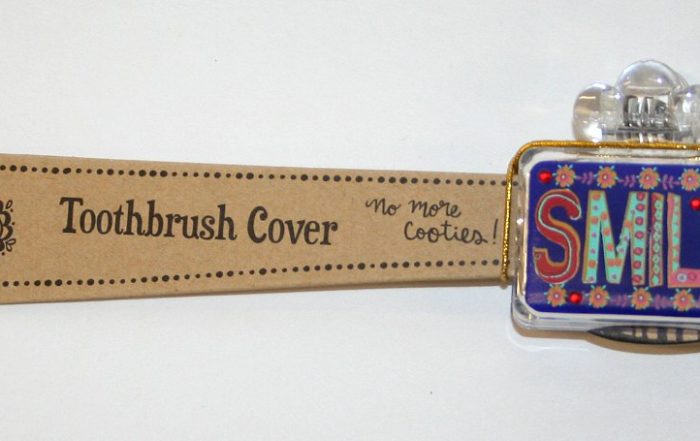 Toothbrush Cover
No More
Cooties!
SMIL